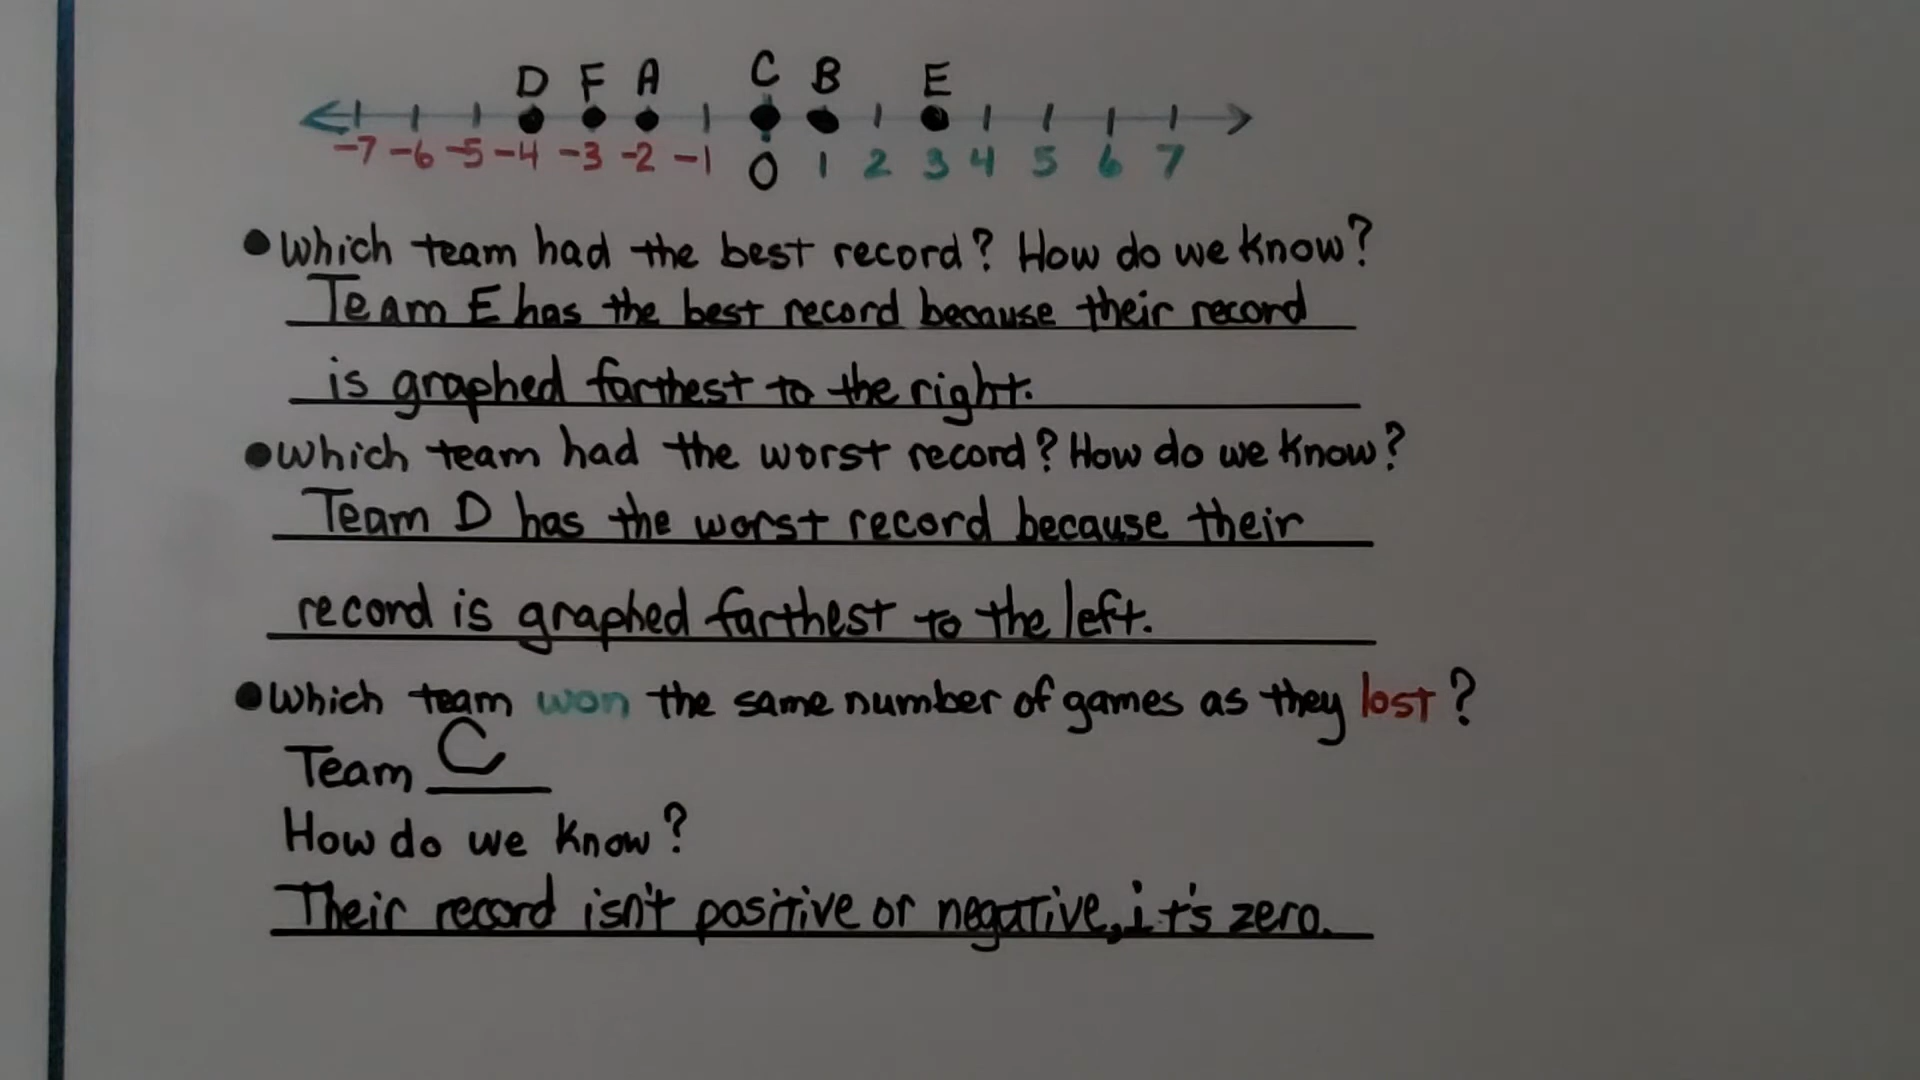 D F A C B E
-7 -6 -5 -4 -3 -2 -1 0 1 2 3 4 5 6 7
•Which team had the best record? How do we know?
Team E has the best record because their record
is graphed farthest to the right.
•Which team had the worst record? How do we know?
Team D has the worst record because their
record is graphed farthest to the left.
•Which team won the same number of games as they lost?
Team C
How do we know?
Their record isn't positive or negative, it's zero.